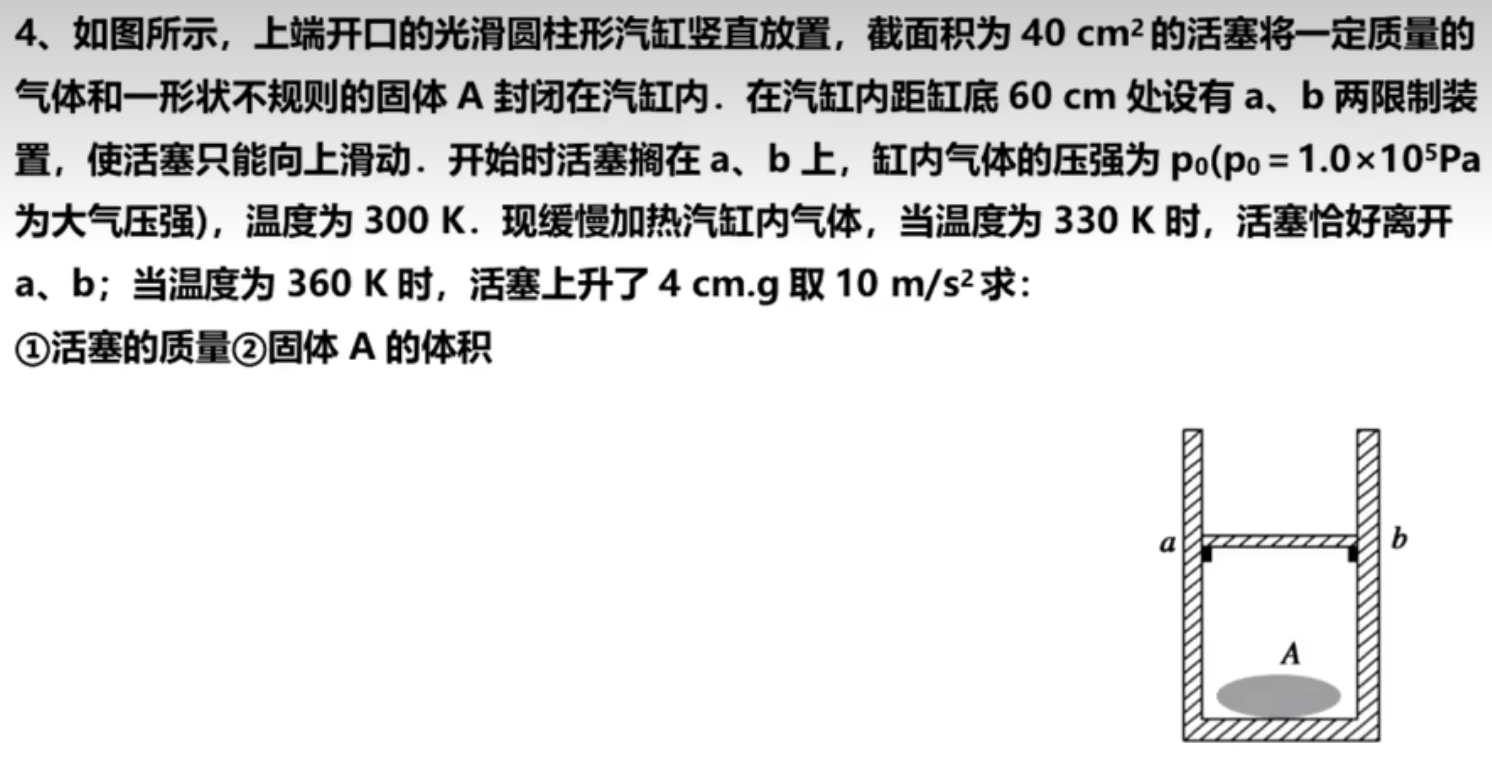 4、如图所示，上端开口的光滑圆柱形汽缸竖直放置，截面积为 40 cm²的活塞将一定质量的
气体和一形状不规则的固体 A 封闭在汽缸内．在汽缸内距缸底 60 cm 处设有 a、b 两限制装
置，使活塞只能向上滑动．开始时活塞搁在 a、b 上，缸内气体的压强为 p₀(p₀ = 1.0×10⁵Pa
为大气压强)，温度为 300 K．现缓慢加热汽缸内气体，当温度为 330 K 时，活塞恰好离开
a、b；当温度为 360 K 时，活塞上升了 4 cm.g 取 10 m/s²求：
①活塞的质量②固体 A 的体积
a
b
A